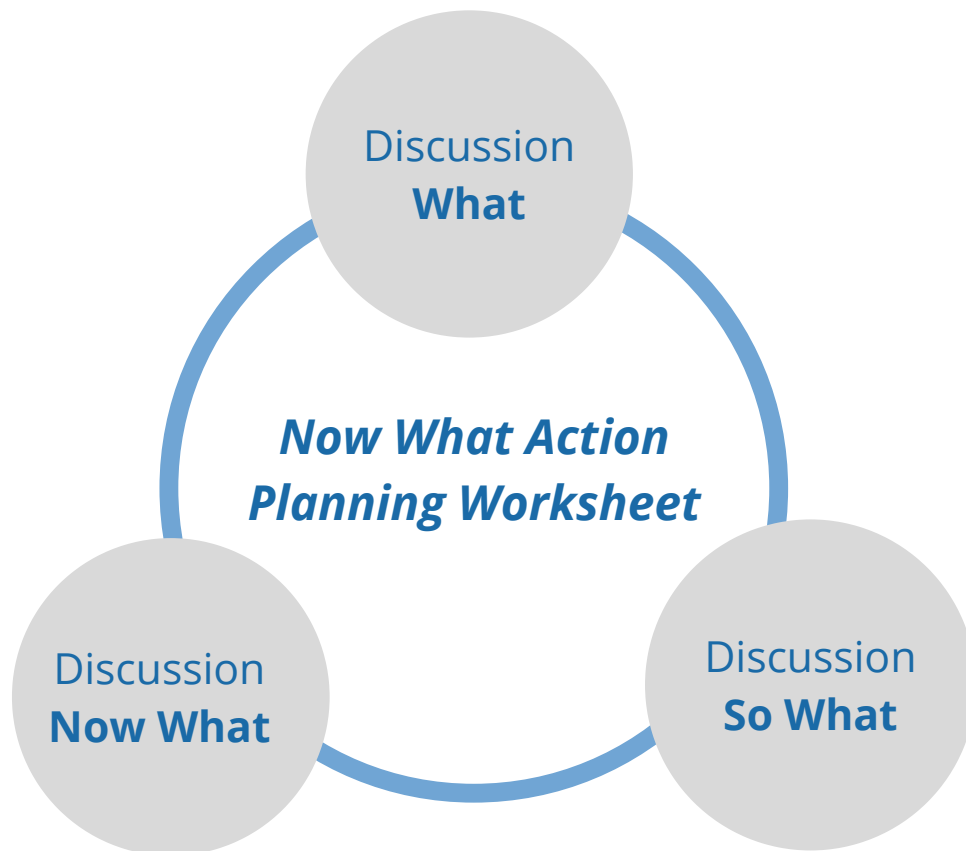 Discussion
What
Now What Action
Planning Worksheet
Discussion
So What
Discussion
Now What